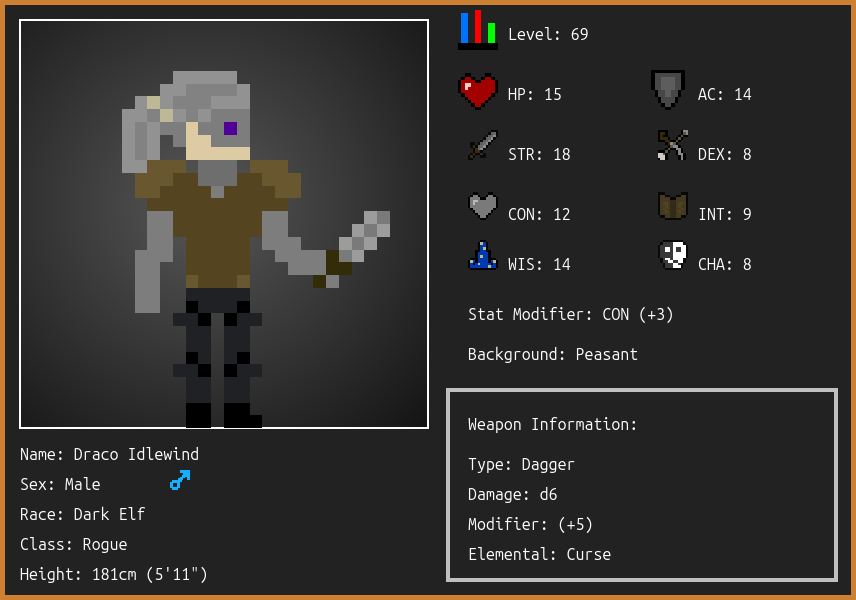 Level: 69
HP: 15
AC: 14
STR: 18
DEX: 8
CON: 12
INT: 9
WIS: 14
CHA: 8
Stat Modifier: CON (+3)
Background: Peasant
Weapon Information:
Type: Dagger
Damage: d6
Modifier: (+5)
Elemental: Curse
Name: Draco Idlewind
Sex: Male
Race: Dark Elf
Class: Rogue
Height: 181cm (5'11")